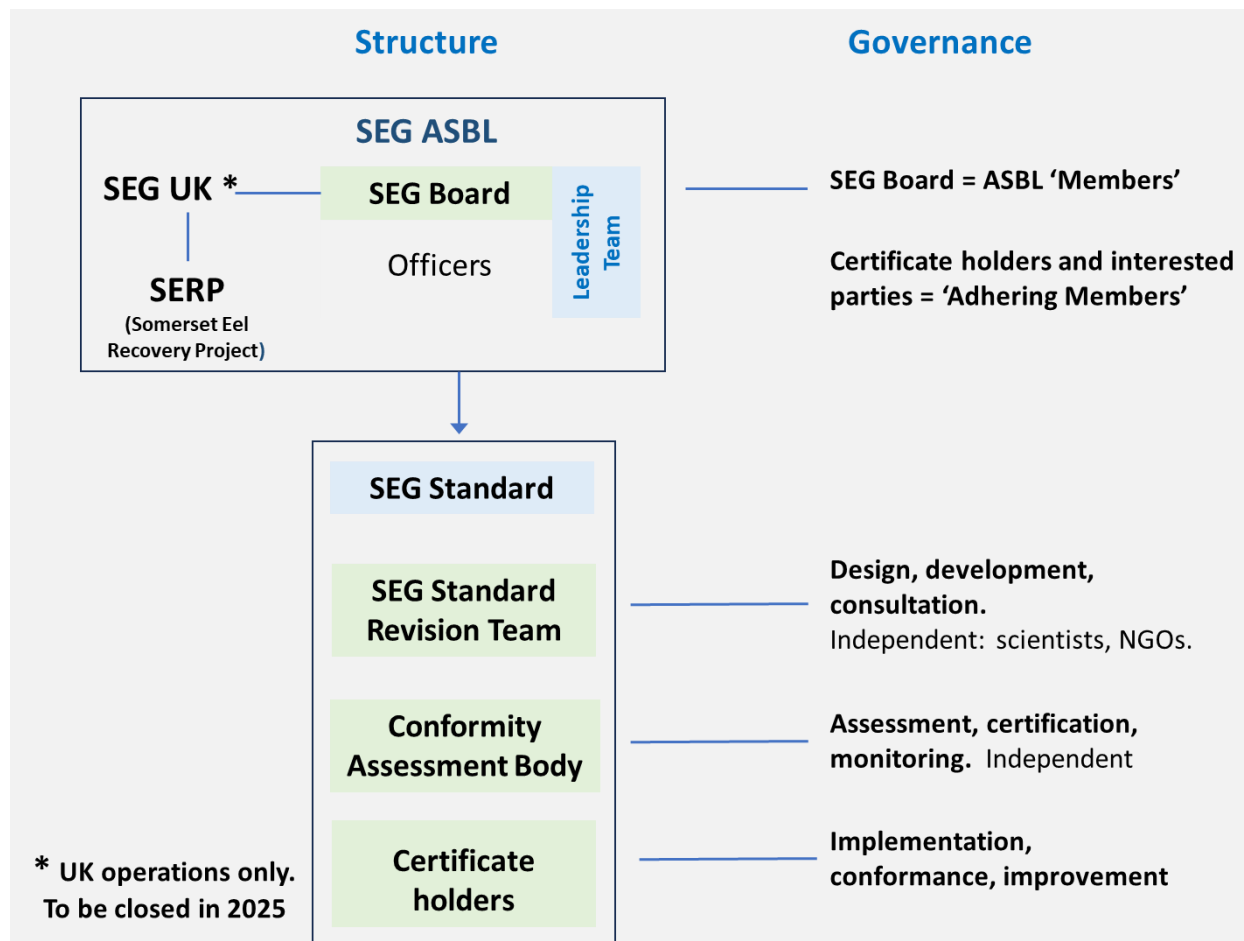 Structure
Governance
SEG ASBL
SEG UK *
SEG Board
Leadership
Team
Officers
SERP
(Somerset Eel
Recovery Project)
SEG Board = ASBL ‘Members’
Certificate holders and interested
parties = ‘Adhering Members’
SEG Standard
SEG Standard
Revision Team
Design, development,
consultation.
Independent: scientists, NGOs.
Conformity
Assessment Body
Assessment, certification,
monitoring. Independent
Certificate
holders
Implementation,
conformance, improvement
* UK operations only.
To be closed in 2025